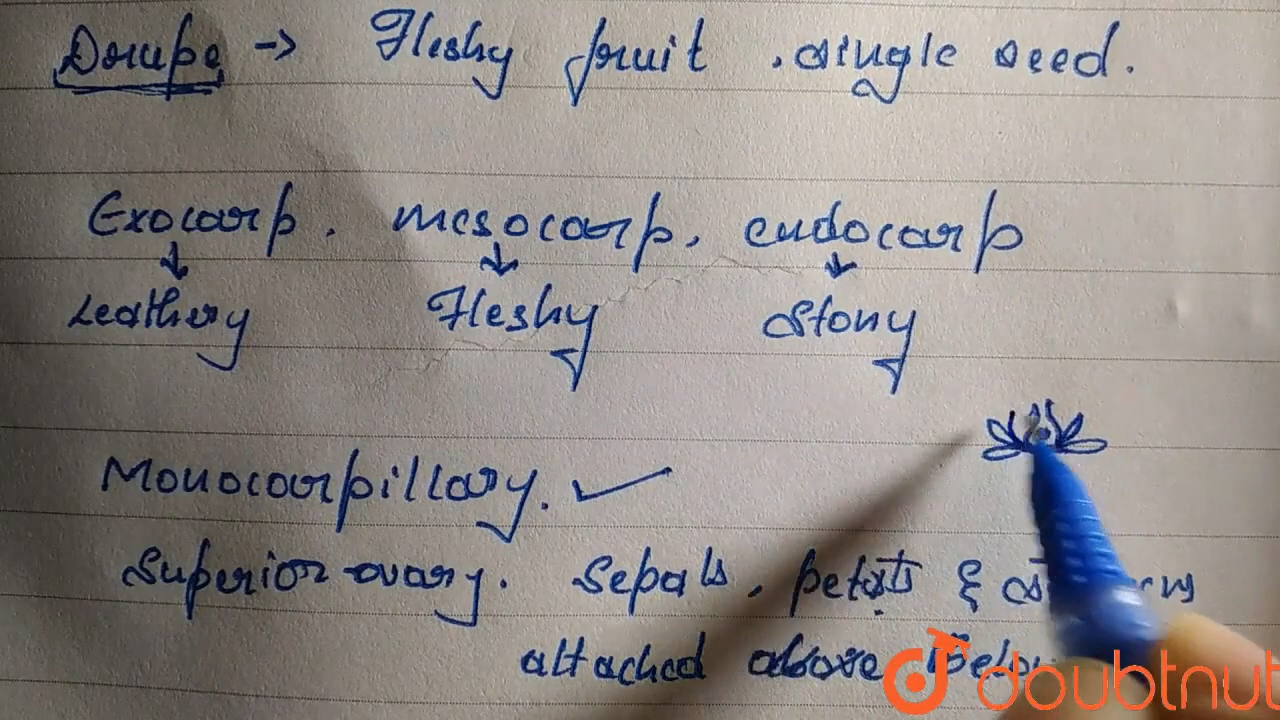 Drupe → Fleshy fruit, single seed.
Exocarp, mesocarp, endocarp
↓ ↓ ↓
Leathery Fleshy Stony
Monocarpillary. ✓
Superior ovary. Sepals, petals &
attached above
doubtnut